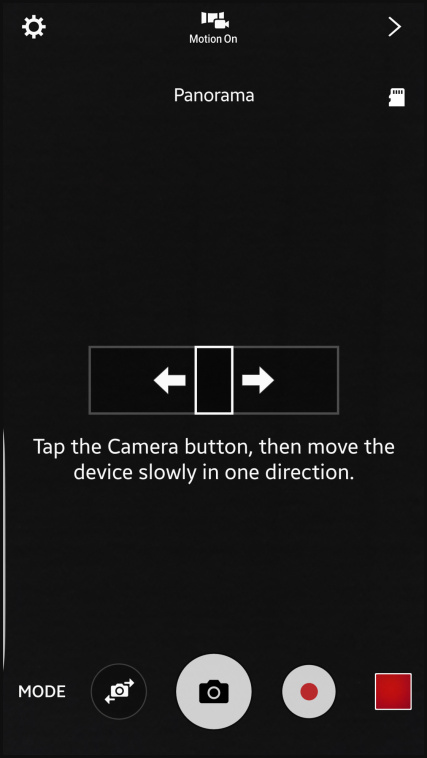 Motion On
Panorama
Tap the Camera button, then move the
device slowly in one direction.
MODE